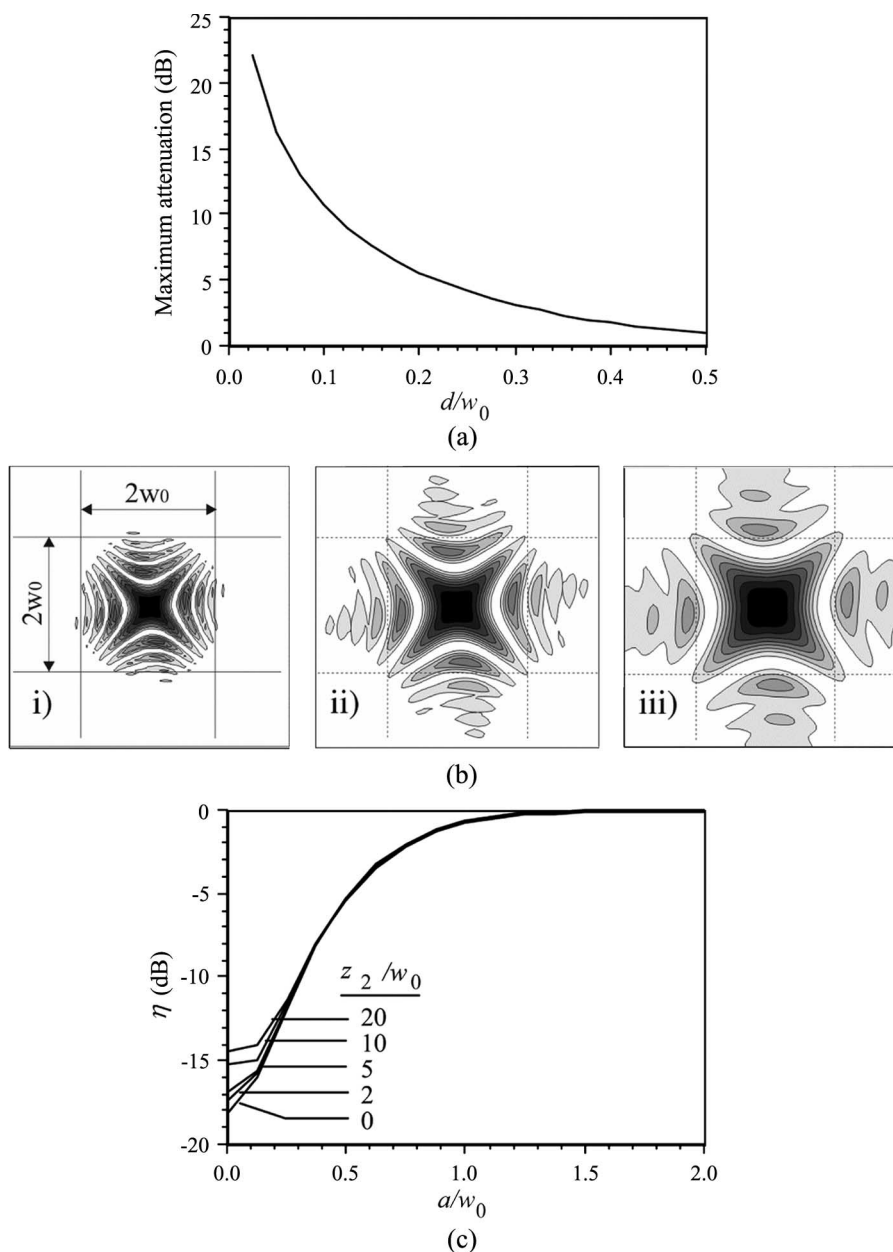 25
20
15
10
5
0
Maximum attenuation (dB)
0.0 0.1 0.2 0.3 0.4 0.5
d/w0
(a)
2w0
2w0
i)
ii)
iii)
(b)
0
-5
-10
-15
-20
η (dB)
z2/w0
20
10
5
2
0
0.0 0.5 1.0 1.5 2.0
a/w0
(c)